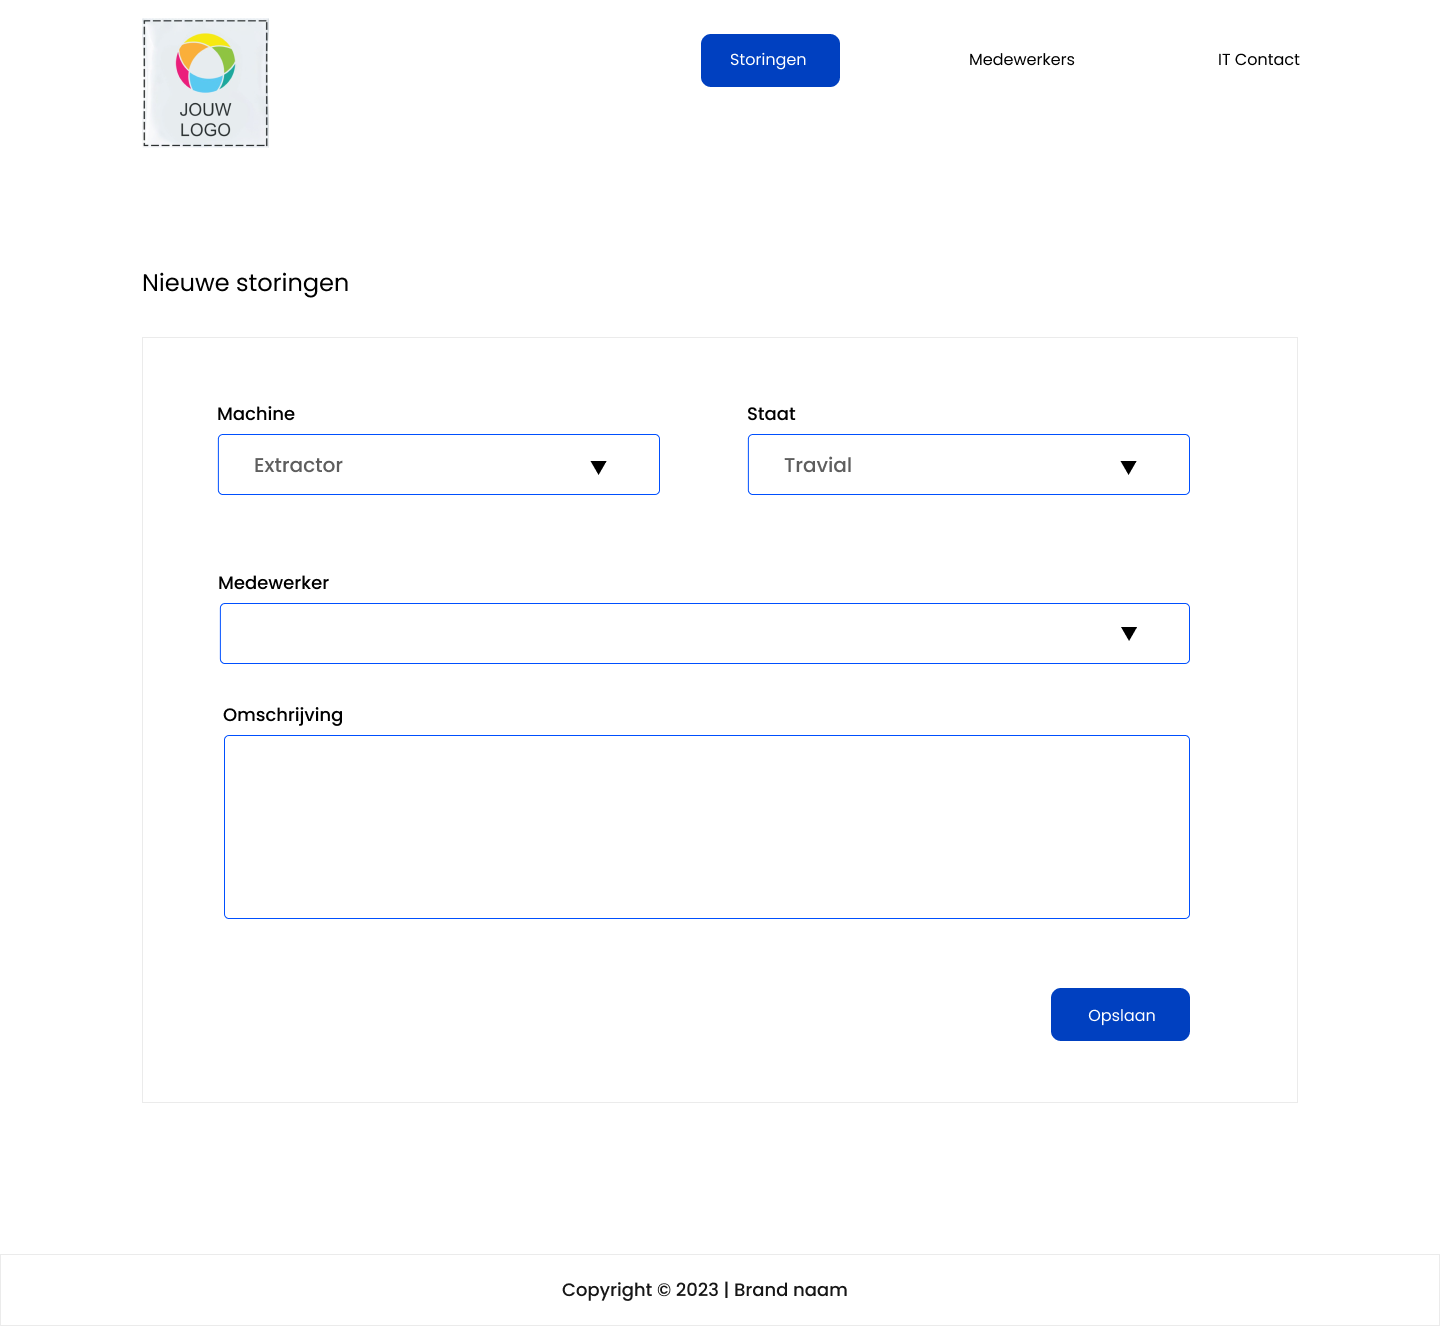 JOUW
LOGO
Storingen
Medewerkers
IT Contact
Nieuwe storingen
Machine
Staat
Extractor
Travial
Medewerker
Omschrijving
Opslaan
Copyright © 2023 | Brand naam